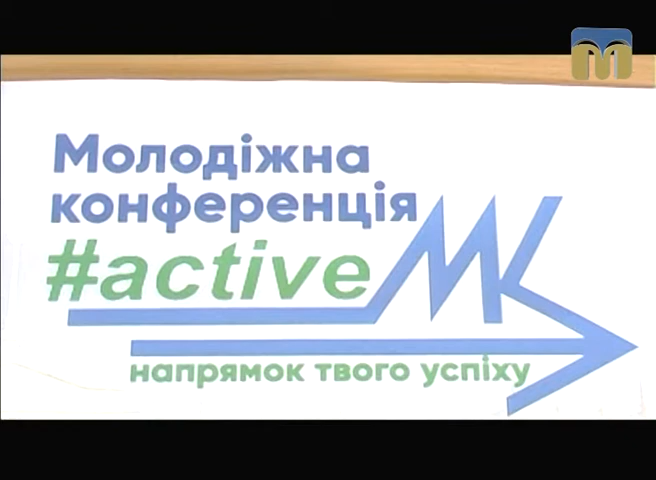 Молодіжна
конференція
#activeМК
напрямок твого успіху